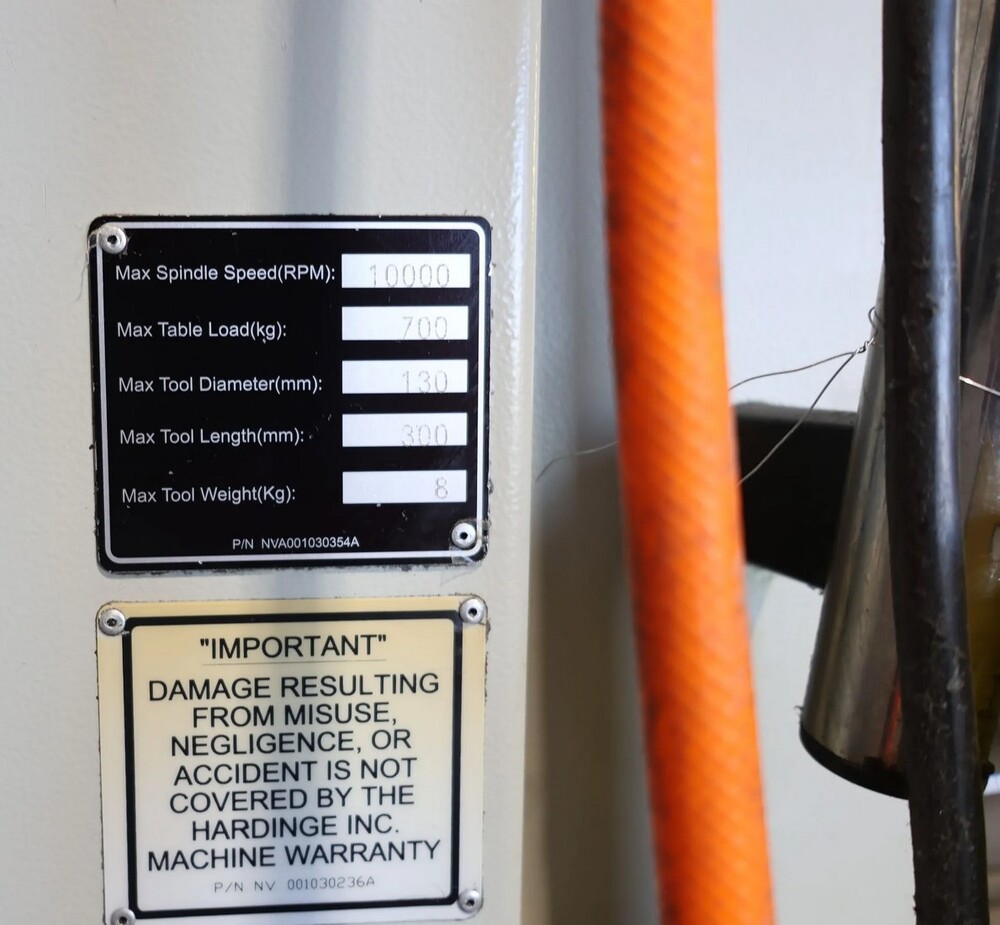 Max Spindle Speed(RPM): 10000
Max Table Load(kg): 700
Max Tool Diameter(mm): 130
Max Tool Length(mm): 300
Max Tool Weight(Kg): 8
P/N NVA001030354A
"IMPORTANT"
DAMAGE RESULTING
FROM MISUSE,
NEGLIGENCE, OR
ACCIDENT IS NOT
COVERED BY THE
HARDINGE INC.
MACHINE WARRANTY
P/N NV 001030236A